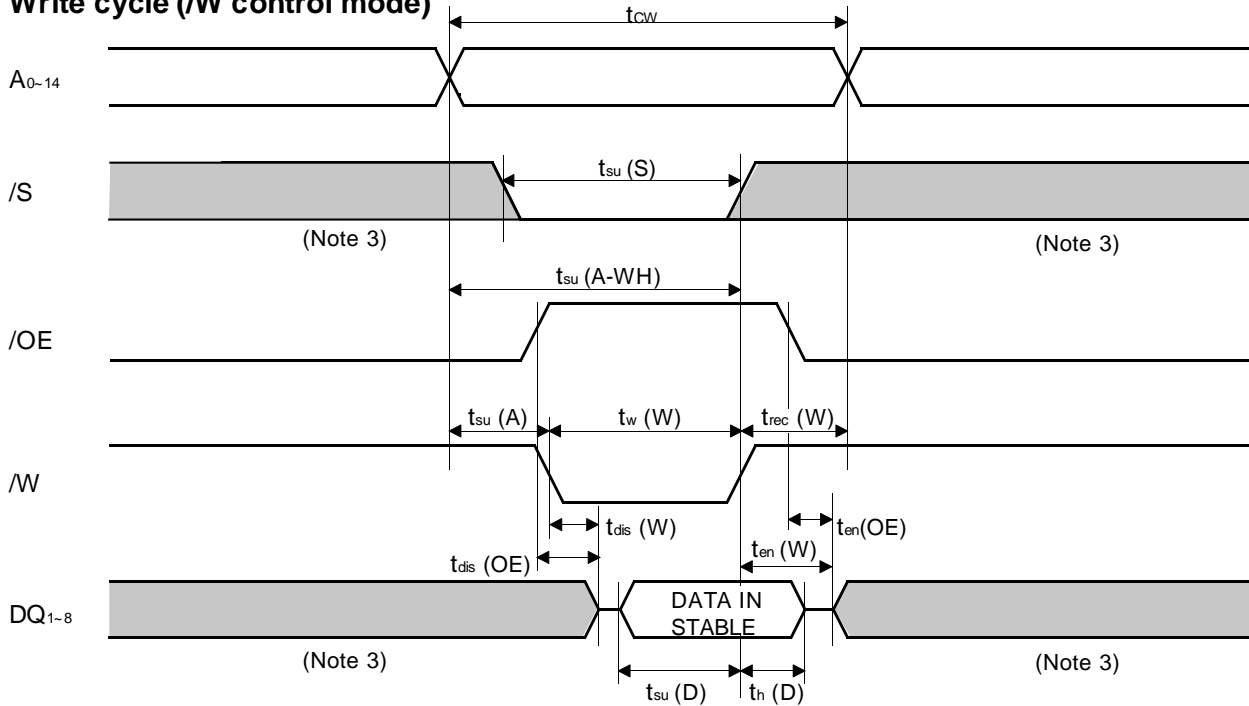 Write cycle (/W control mode)
tCW
A0~14
tsu (S)
/S
(Note 3)
(Note 3)
tsu (A-WH)
/OE
tsu (A)
tw (W)
trec (W)
/W
tdis (W)
ten(OE)
ten (W)
tdis (OE)
DATA IN
STABLE
DQ1~8
(Note 3)
(Note 3)
tsu (D)
th (D)